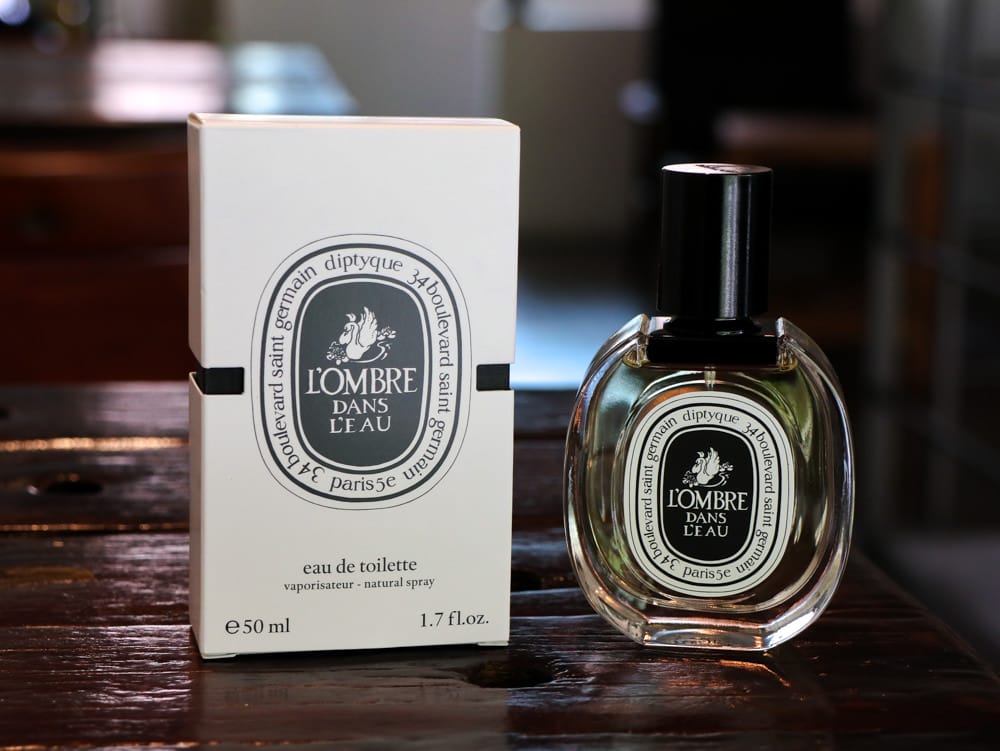 diptyque 34 boulevard saint germain paris5e 34 boulevard saint germain
L'OMBRE
DANS
L'EAU
eau de toilette
vaporisateur - natural spray
℮50 ml 1.7 fl.oz.
diptyque 34 boulevard saint germain paris5e 34 boulevard saint germain
L'OMBRE
DANS
L'EAU